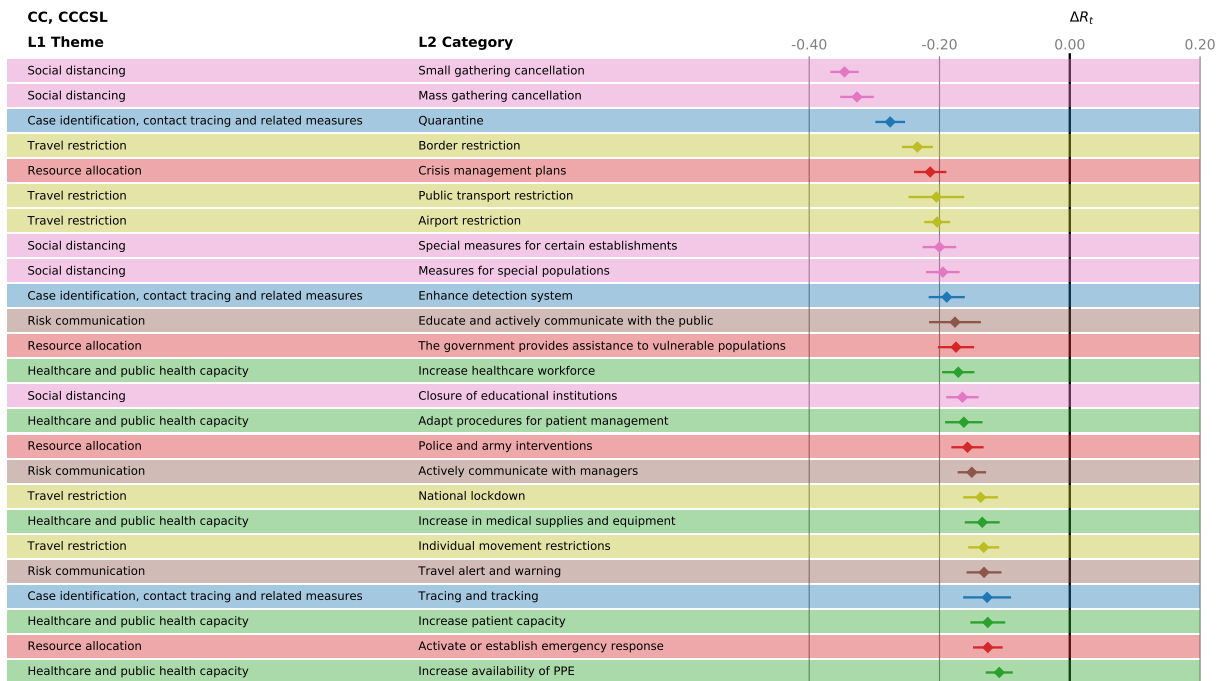 CC, CCCSL ΔRt
L1 Theme L2 Category -0.40 -0.20 0.00 0.20
Social distancing Small gathering cancellation
Social distancing Mass gathering cancellation
Case identification, contact tracing and related measures Quarantine
Travel restriction Border restriction
Resource allocation Crisis management plans
Travel restriction Public transport restriction
Travel restriction Airport restriction
Social distancing Special measures for certain establishments
Social distancing Measures for special populations
Case identification, contact tracing and related measures Enhance detection system
Risk communication Educate and actively communicate with the public
Resource allocation The government provides assistance to vulnerable populations
Healthcare and public health capacity Increase healthcare workforce
Social distancing Closure of educational institutions
Healthcare and public health capacity Adapt procedures for patient management
Resource allocation Police and army interventions
Risk communication Actively communicate with managers
Travel restriction National lockdown
Healthcare and public health capacity Increase in medical supplies and equipment
Travel restriction Individual movement restrictions
Risk communication Travel alert and warning
Case identification, contact tracing and related measures Tracing and tracking
Healthcare and public health capacity Increase patient capacity
Resource allocation Activate or establish emergency response
Healthcare and public health capacity Increase availability of PPE